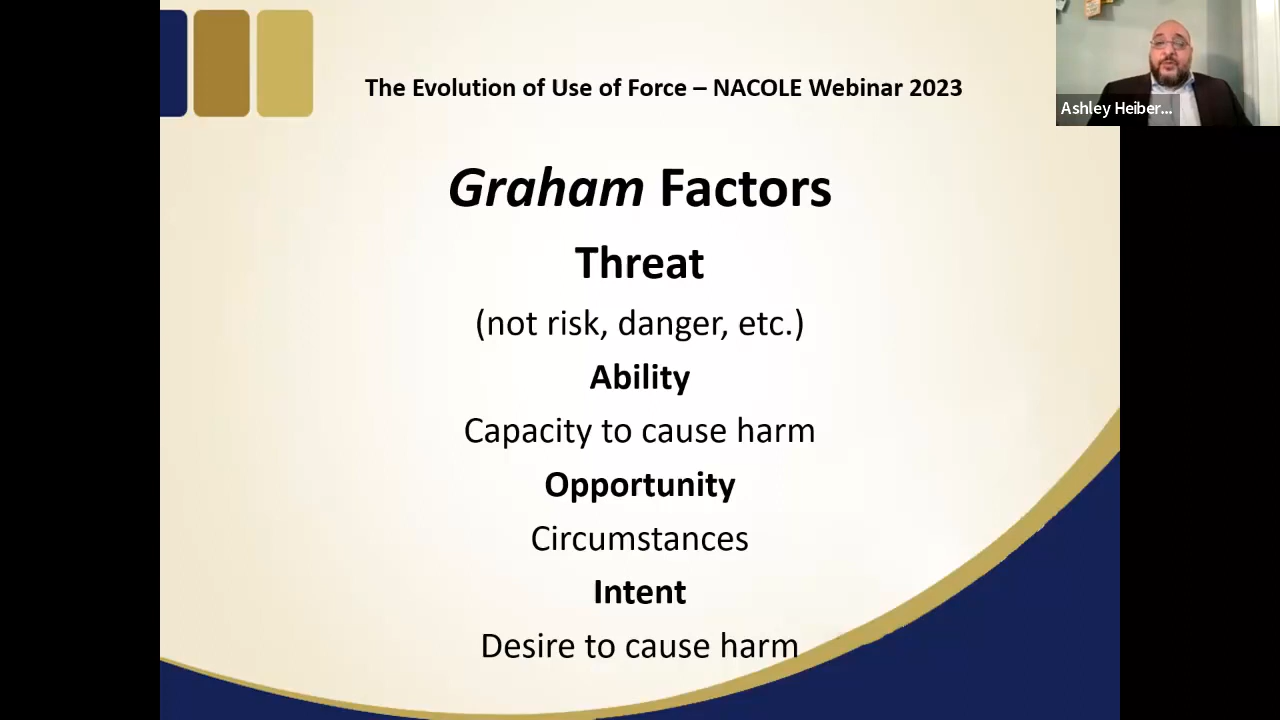 The Evolution of Use of Force – NACOLE Webinar 2023
Ashley Heiber...
Graham Factors
Threat
(not risk, danger, etc.)
Ability
Capacity to cause harm
Opportunity
Circumstances
Intent
Desire to cause harm